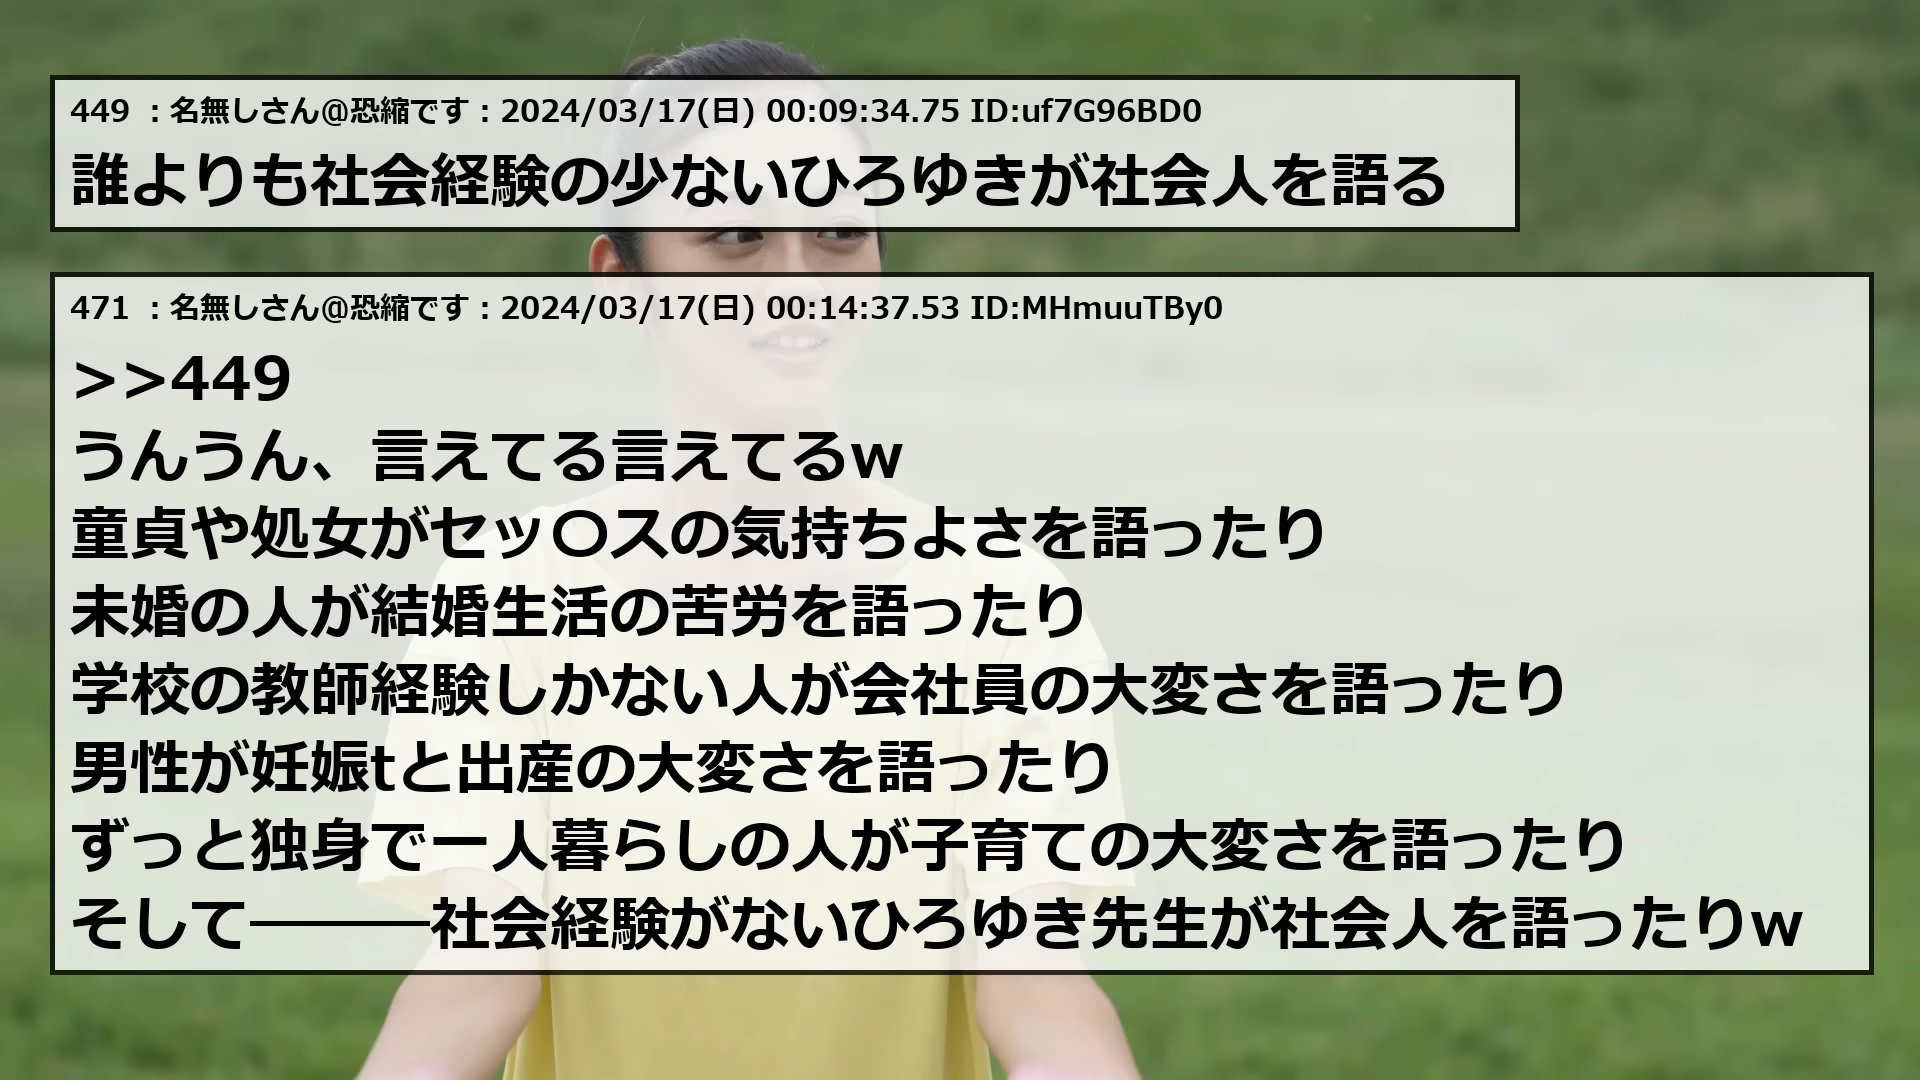 449 ：名無しさん@恐縮です：2024/03/17(日) 00:09:34.75 ID:uf7G96BD0
誰よりも社会経験の少ないひろゆきが社会人を語る
471 ：名無しさん@恐縮です：2024/03/17(日) 00:14:37.53 ID:MHmuuTBy0
>>449
うんうん、言えてる言えてるw
童貞や処女がセッ〇スの気持ちよさを語ったり
未婚の人が結婚生活の苦労を語ったり
学校の教師経験しかない人が会社員の大変さを語ったり
男性が妊娠tと出産の大変さを語ったり
ずっと独身で一人暮らしの人が子育ての大変さを語ったり
そして―――社会経験がないひろゆき先生が社会人を語ったりw